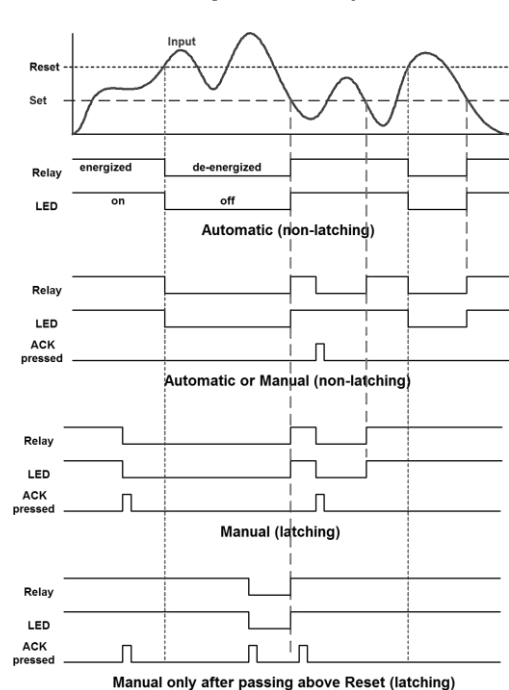 Input
Reset
Set
energized de-energized
Relay
on off
LED
Automatic (non-latching)
Relay
LED
ACK
pressed
Automatic or Manual (non-latching)
Relay
LED
ACK
pressed
Manual (latching)
Relay
LED
ACK
pressed
Manual only after passing above Reset (latching)